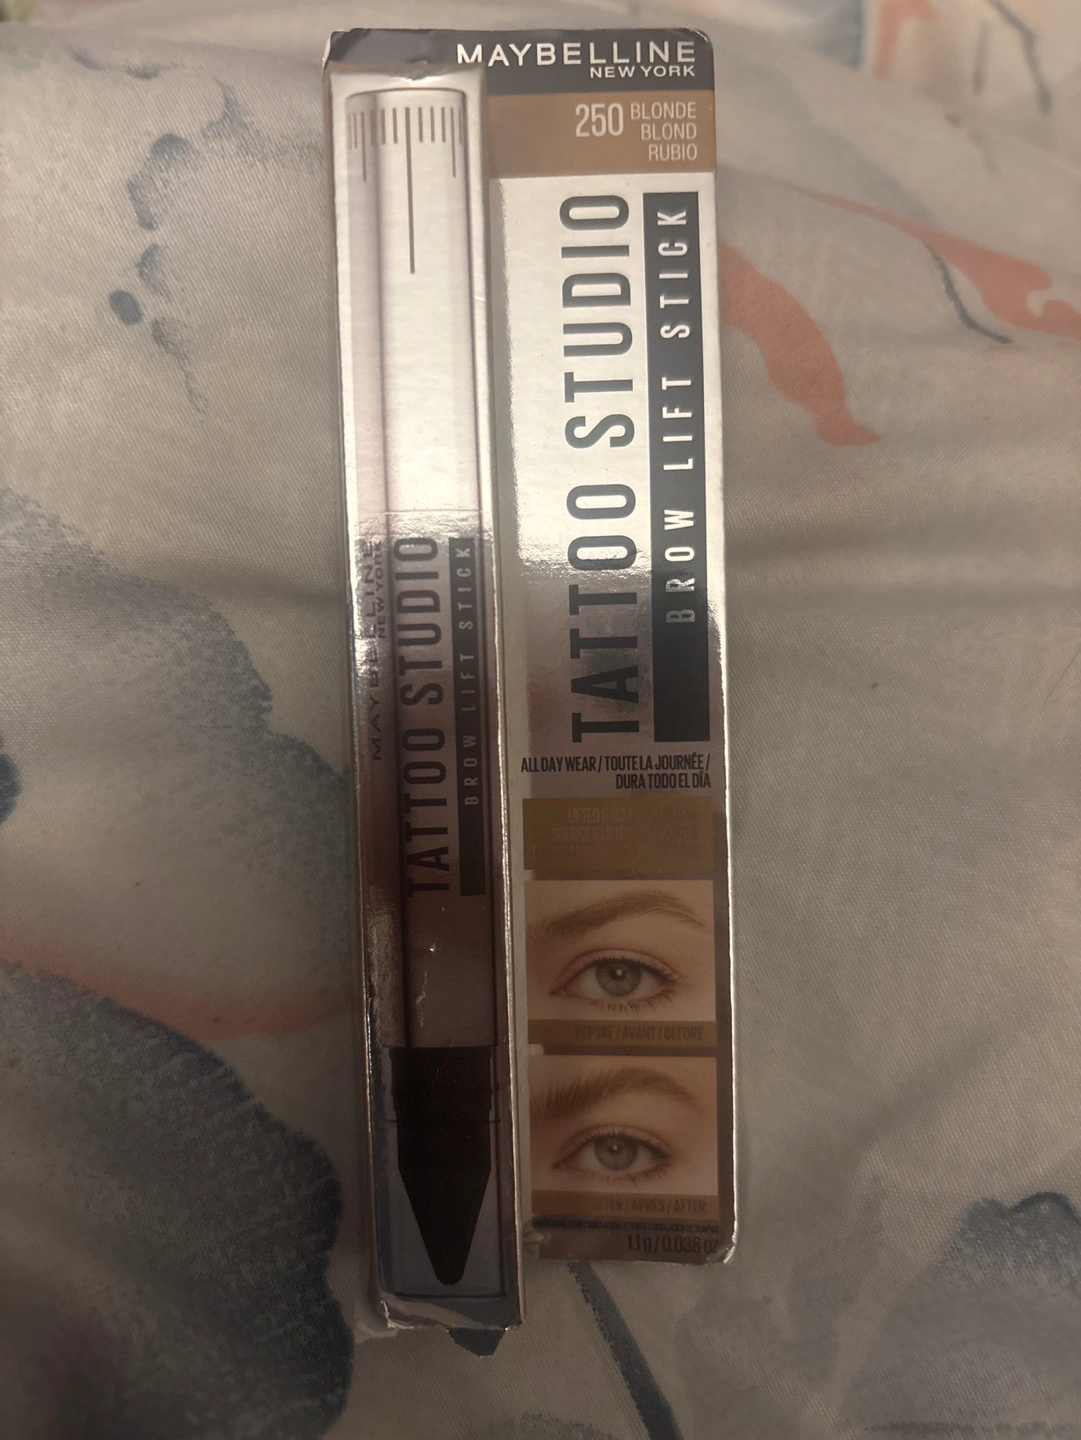 MAYBELLINE
NEW YORK
250 BLONDE
BLOND
RUBIO
TATTOO STUDIO
BROW LIFT STICK
MAYBELLINE
NEW YORK
TATTOO STUDIO
BROW LIFT STICK
ALL DAY WEAR / TOUTE LA JOURNÉE /
DURA TODO EL DÍA
BEFORE / AVANT / BEFORE
AFTER / APRÈS / AFTER
1.1g / 0.038 oz